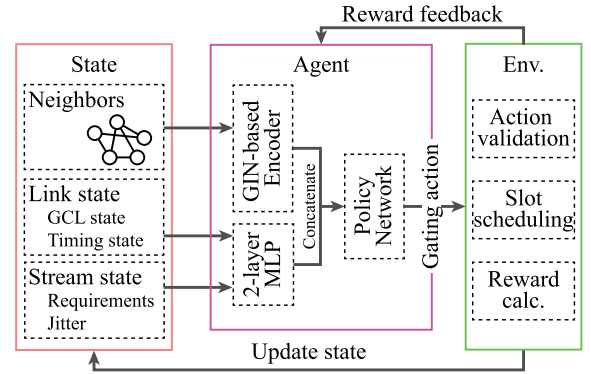 Reward feedback
State
Neighbors
Link state
GCL state
Timing state
Stream state
Requirements
Jitter
Agent
GIN-based
Encoder
2-layer
MLP
Concatenate
Policy
Network
Gating action
Env.
Action
validation
Slot
scheduling
Reward
calc.
Update state